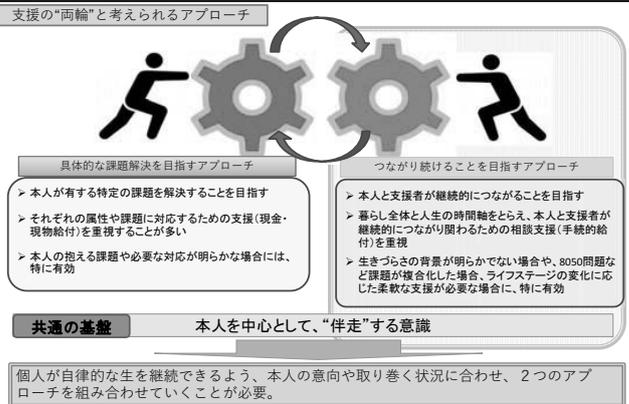 支援の“両輪”と考えられるアプローチ
具体的な課題解決を目指すアプローチ
➢ 本人が有する特定の課題を解決することを目指す
➢ それぞれの属性や課題に対応するための支援(現金・
現物給付)を重視することが多い
➢ 本人の抱える課題や必要な対応が明らかな場合には、
特に有効
つながり続けることを目指すアプローチ
➢ 本人と支援者が継続的につながることを目指す
➢ 暮らし全体と人生の時間軸をとらえ、本人と支援者が
継続的につながり関わるための相談支援(手続的給
付)を重視
➢ 生きづらさの背景が明らかでない場合や、8050問題な
ど課題が複合化した場合、ライフステージの変化に応
じた柔軟な支援が必要な場合に、特に有効
共通の基盤
本人を中心として、“伴走”する意識
個人が自律的な生を継続できるよう、本人の意向や取り巻く状況に合わせ、２つのアプ
ローチを組み合わせていくことが必要。